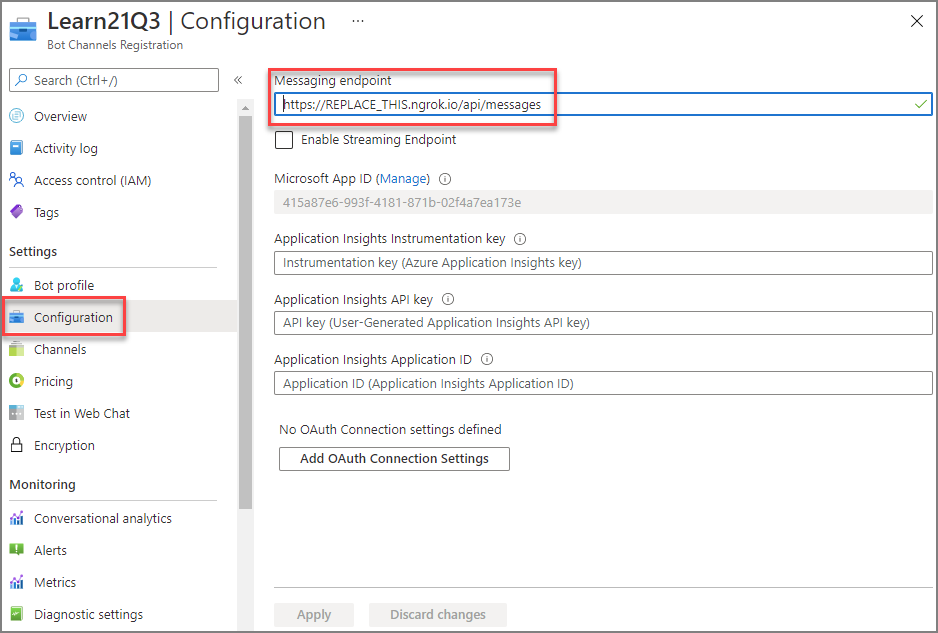 Learn21Q3 | Configuration ...
Bot Channels Registration
Search (Ctrl+/)
«
Overview
Activity log
Access control (IAM)
Tags
Settings
Bot profile
Configuration
Channels
Pricing
Test in Web Chat
Encryption
Monitoring
Conversational analytics
Alerts
Metrics
Diagnostic settings
Messaging endpoint
https://REPLACE_THIS.ngrok.io/api/messages
Enable Streaming Endpoint
Microsoft App ID (Manage)
415a87e6-993f-4181-871b-02f4a7ea173e
Application Insights Instrumentation key
Instrumentation key (Azure Application Insights key)
Application Insights API key
API key (User-Generated Application Insights API key)
Application Insights Application ID
Application ID (Application Insights Application ID)
No OAuth Connection settings defined
Add OAuth Connection Settings
Apply Discard changes